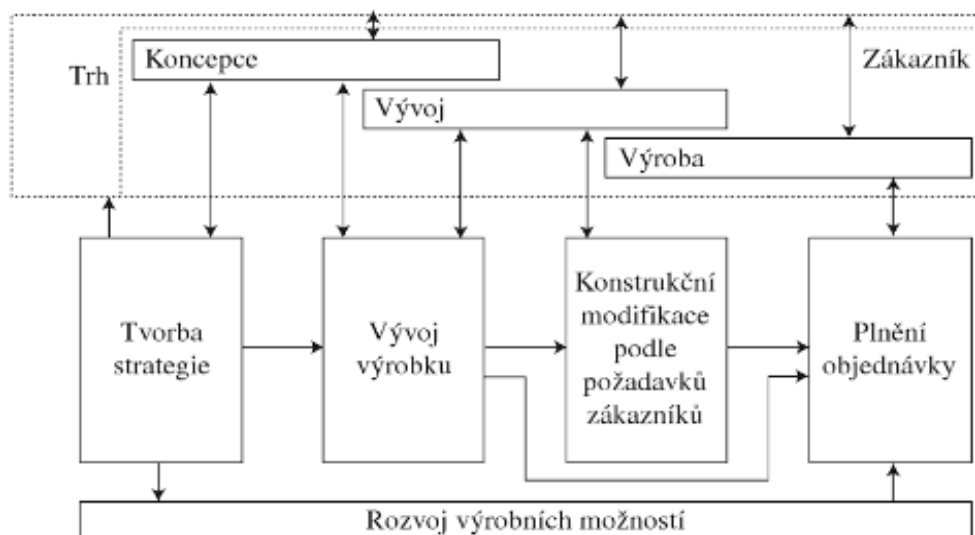 Koncepce
Trh
Zákazník
Vývoj
Výroba
Tvorba
strategie
Vývoj
výrobku
Konstrukční
modifikace
podle
požadavků
zákazníků
Plnění
objednávky
Rozvoj výrobních možností